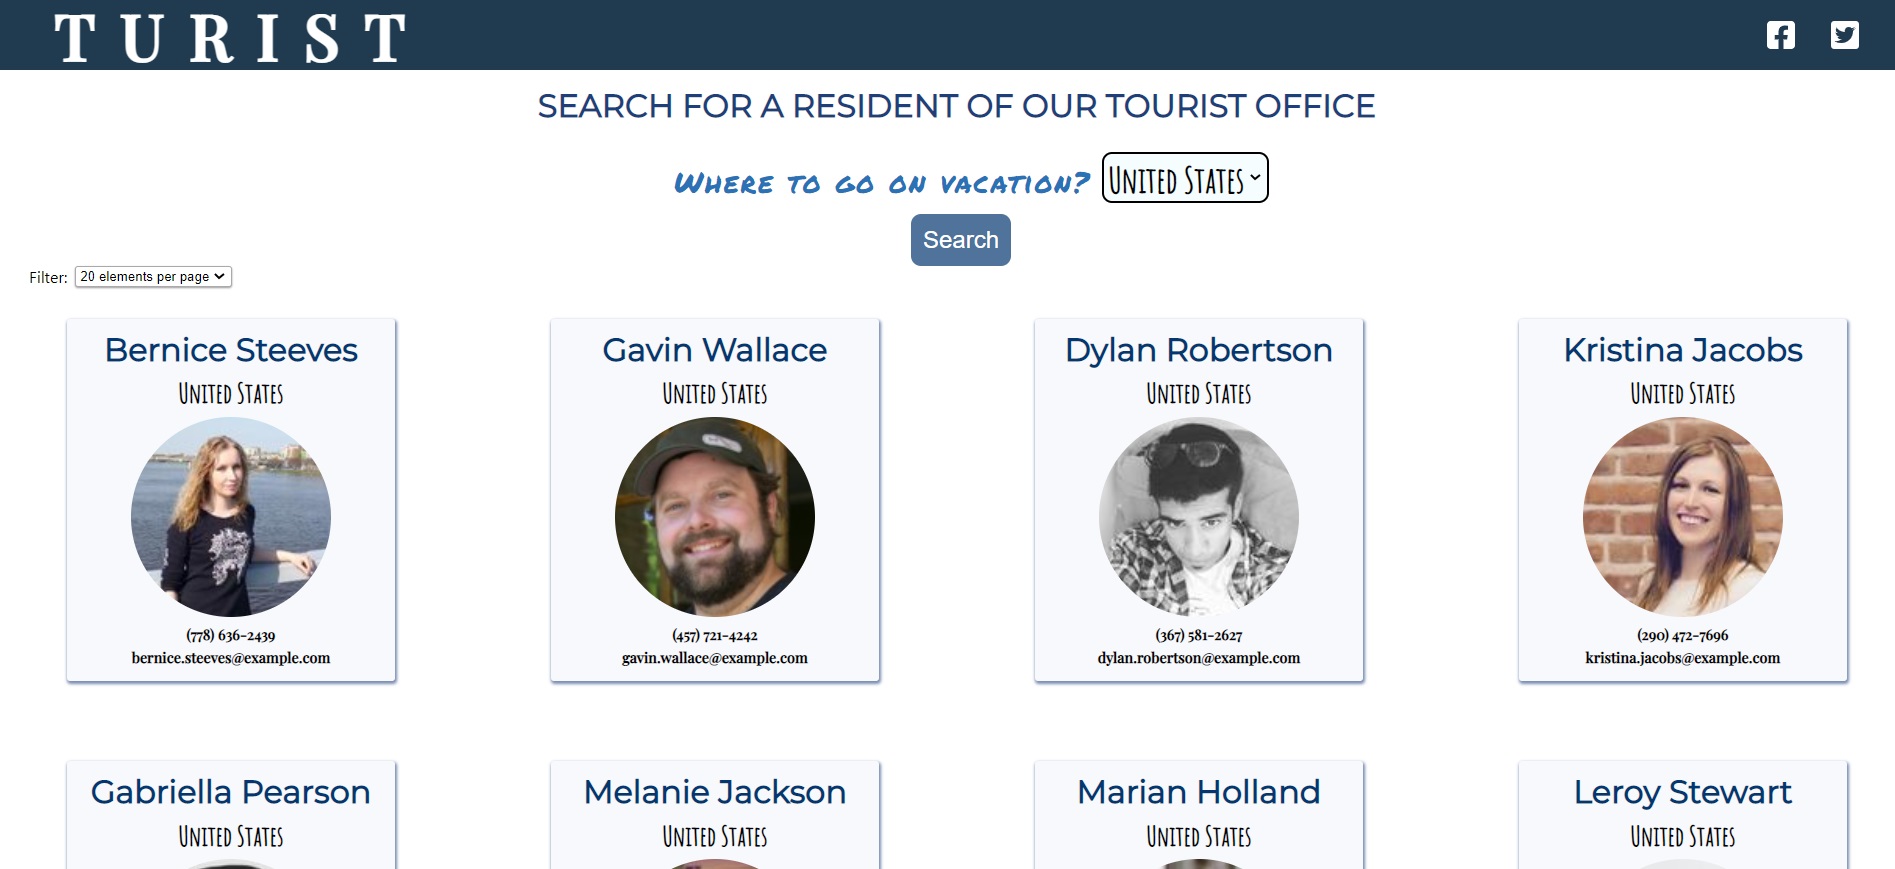 TURIST
SEARCH FOR A RESIDENT OF OUR TOURIST OFFICE
WHERE TO GO ON VACATION? UNITED STATES
Search
Filter: 20 elements per page
Bernice Steeves
UNITED STATES
(778) 636-2439
bernice.steeves@example.com
Gavin Wallace
UNITED STATES
(457) 721-4242
gavin.wallace@example.com
Dylan Robertson
UNITED STATES
(367) 581-2627
dylan.robertson@example.com
Kristina Jacobs
UNITED STATES
(290) 472-7696
kristina.jacobs@example.com
Gabriella Pearson
UNITED STATES
Melanie Jackson
UNITED STATES
Marian Holland
UNITED STATES
Leroy Stewart
UNITED STATES